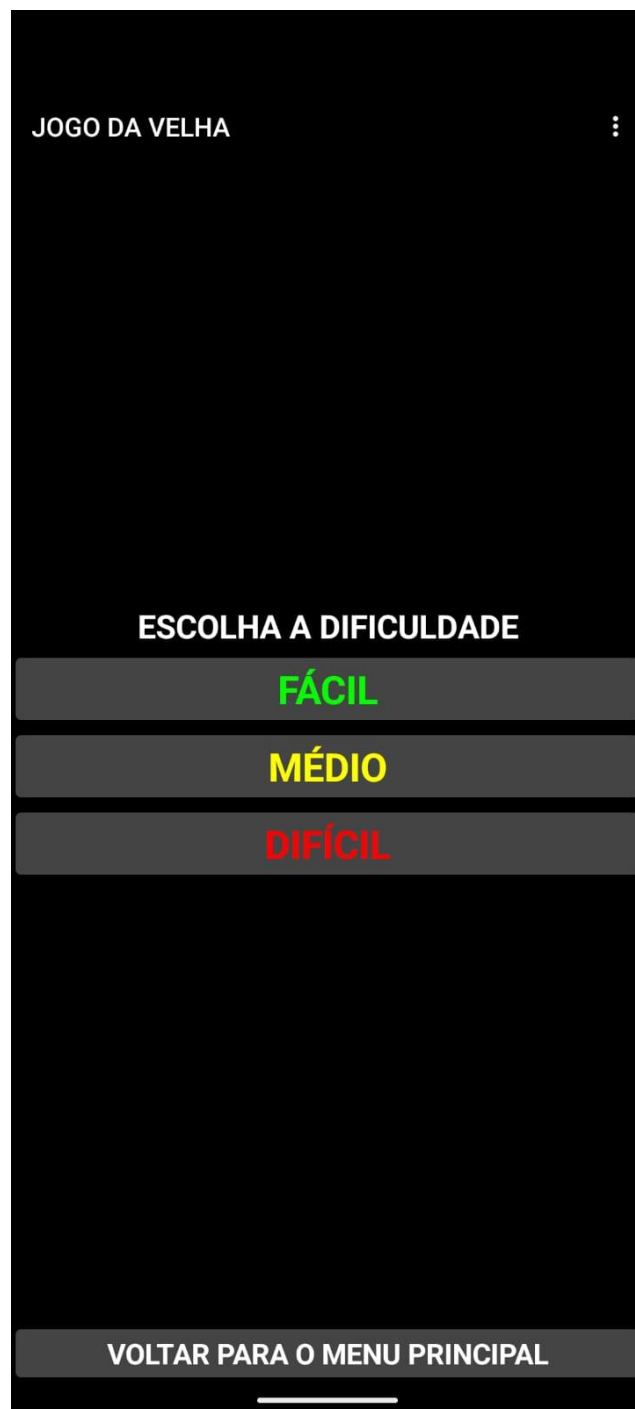 JOGO DA VELHA
ESCOLHA A DIFICULDADE
FÁCIL
MÉDIO
DIFÍCIL
VOLTAR PARA O MENU PRINCIPAL